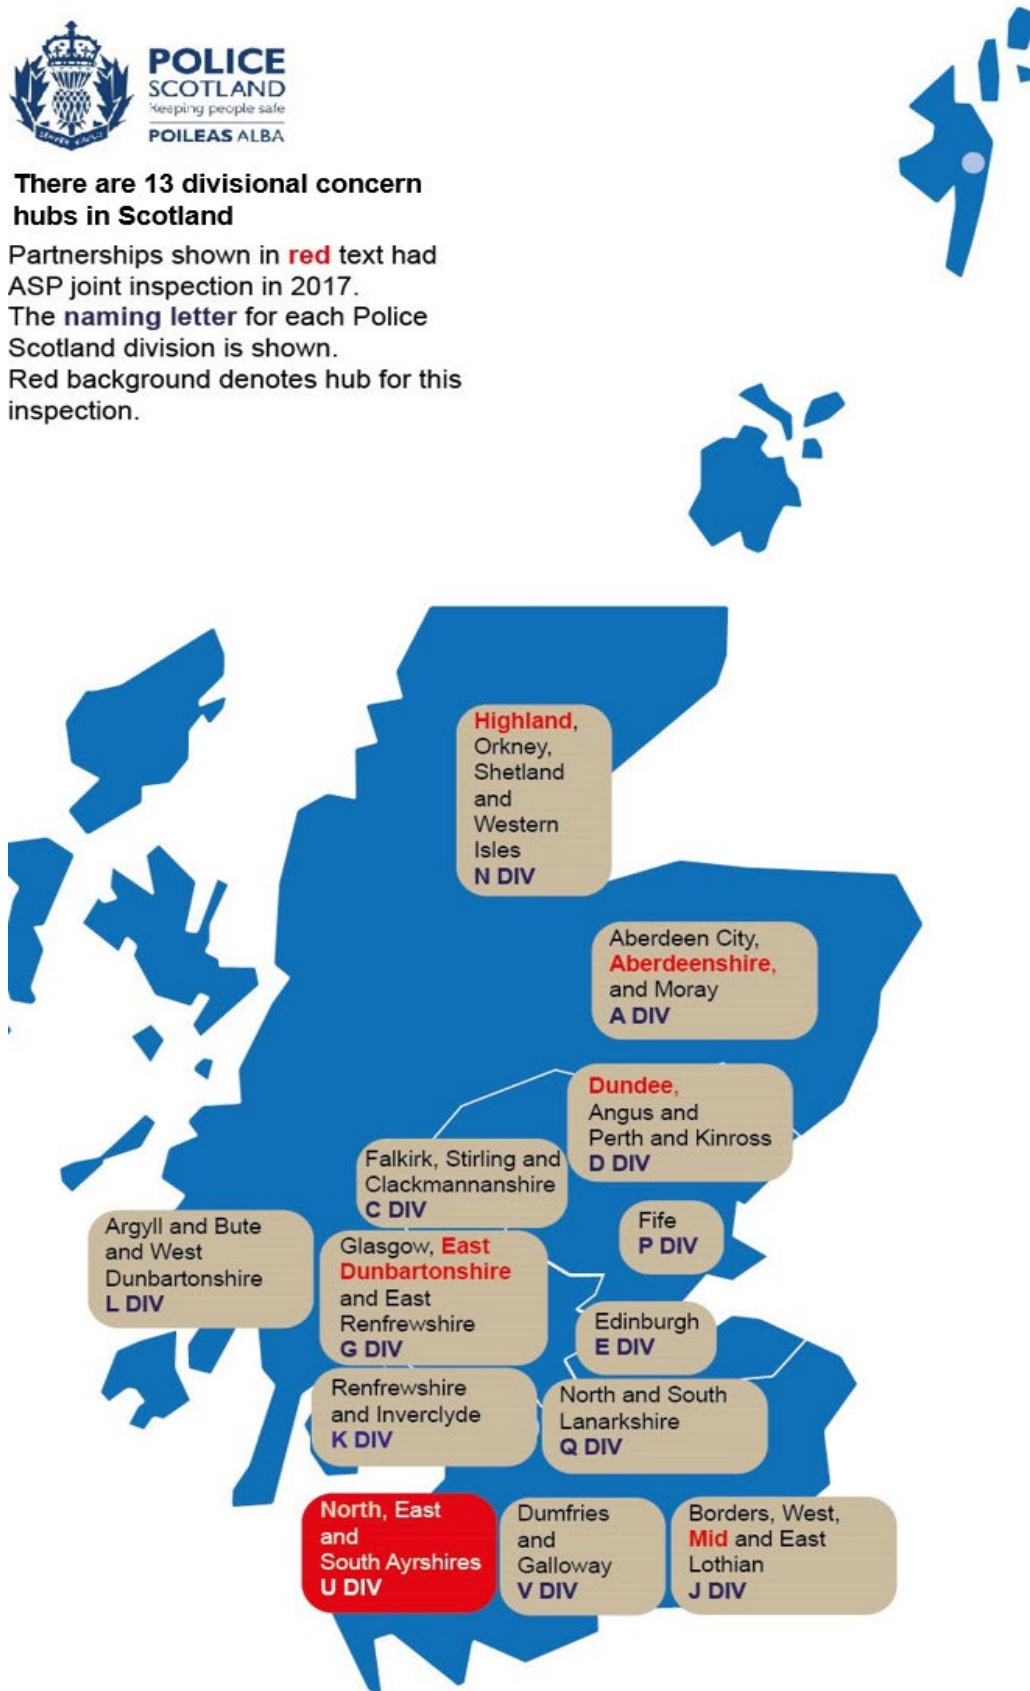 POLICE
SCOTLAND
Keeping people safe
POILEAS ALBA
There are 13 divisional concern
hubs in Scotland
Partnerships shown in red text had
ASP joint inspection in 2017.
The naming letter for each Police
Scotland division is shown.
Red background denotes hub for this
inspection.
Highland,
Orkney,
Shetland
and
Western
Isles
N DIV
Aberdeen City,
Aberdeenshire,
and Moray
A DIV
Dundee,
Angus and
Perth and Kinross
D DIV
Falkirk, Stirling and
Clackmannanshire
C DIV
Fife
P DIV
Argyll and Bute
and West
Dunbartonshire
L DIV
Glasgow, East
Dunbartonshire
and East
Renfrewshire
G DIV
Edinburgh
E DIV
Renfrewshire
and Inverclyde
K DIV
North and South
Lanarkshire
Q DIV
North, East
and
South Ayrshires
U DIV
Dumfries
and
Galloway
V DIV
Borders, West,
Mid and East
Lothian
J DIV